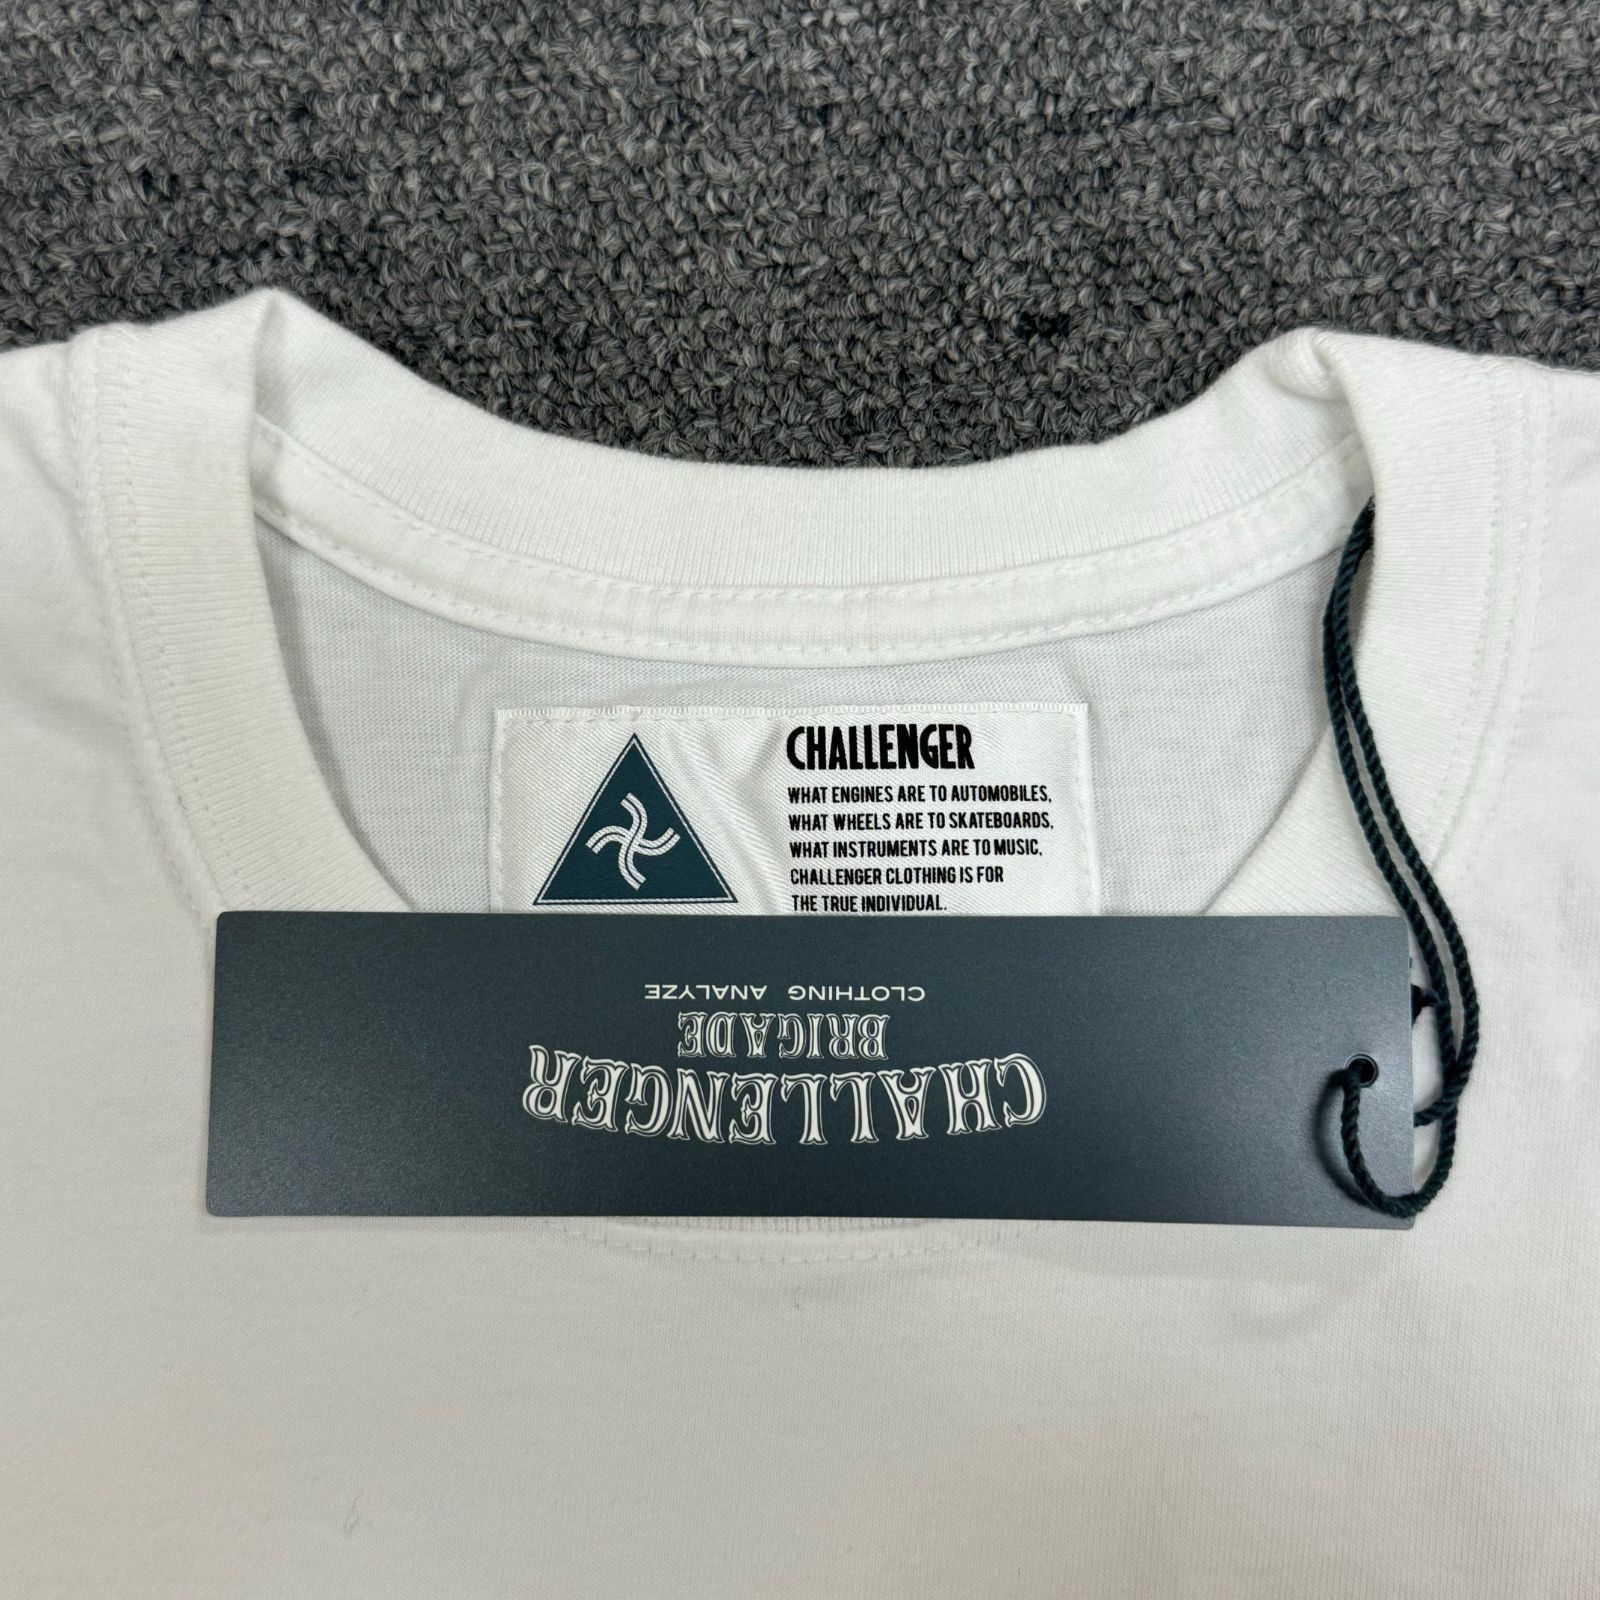 CHALLENGER
WHAT ENGINES ARE TO AUTOMOBILES,
WHAT WHEELS ARE TO SKATEBOARDS,
WHAT INSTRUMENTS ARE TO MUSIC,
CHALLENGER CLOTHING IS FOR
THE TRUE INDIVIDUAL.
CHALLENGER
BRIGADE
CLOTHING ANALYZE